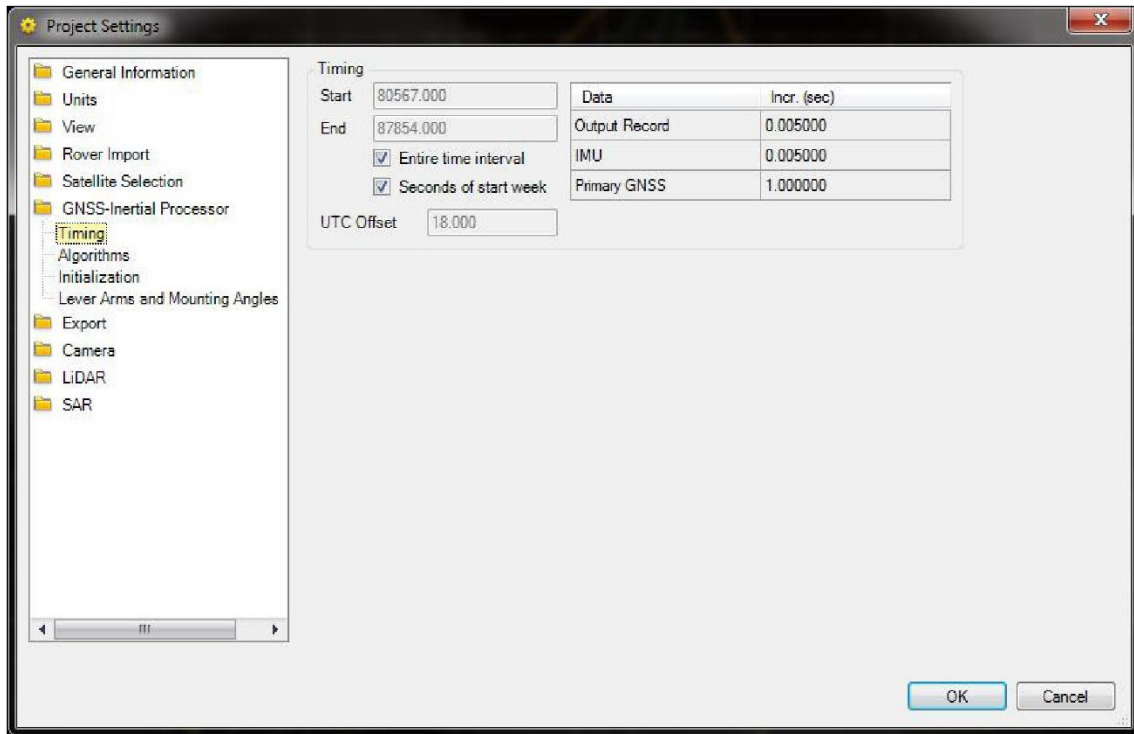 Project Settings
General Information
Units
View
Rover Import
Satellite Selection
GNSS-Inertial Processor
Timing
Algorithms
Initialization
Lever Arms and Mounting Angles
Export
Camera
LiDAR
SAR
Timing
Start 80567.000
End 87854.000
Entire time interval
Seconds of start week
UTC Offset 18.000
Data Incr. (sec)
Output Record 0.005000
IMU 0.005000
Primary GNSS 1.000000
OK Cancel